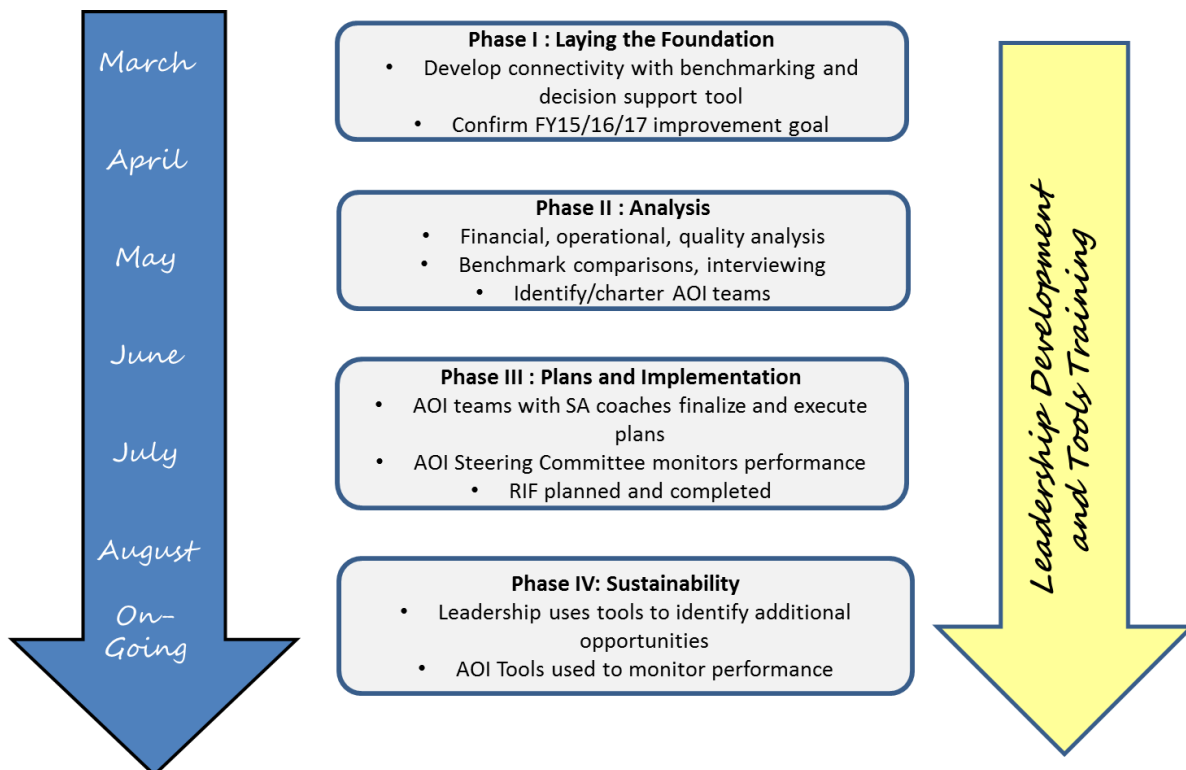 March
April
May
June
July
August
On-
Going
Phase I : Laying the Foundation
• Develop connectivity with benchmarking and
decision support tool
• Confirm FY15/16/17 improvement goal
Phase II : Analysis
• Financial, operational, quality analysis
• Benchmark comparisons, interviewing
• Identify/charter AOI teams
Phase III : Plans and Implementation
• AOI teams with SA coaches finalize and execute
plans
• AOI Steering Committee monitors performance
• RIF planned and completed
Phase IV: Sustainability
• Leadership uses tools to identify additional
opportunities
• AOI Tools used to monitor performance
Leadership Development
and Tools Training